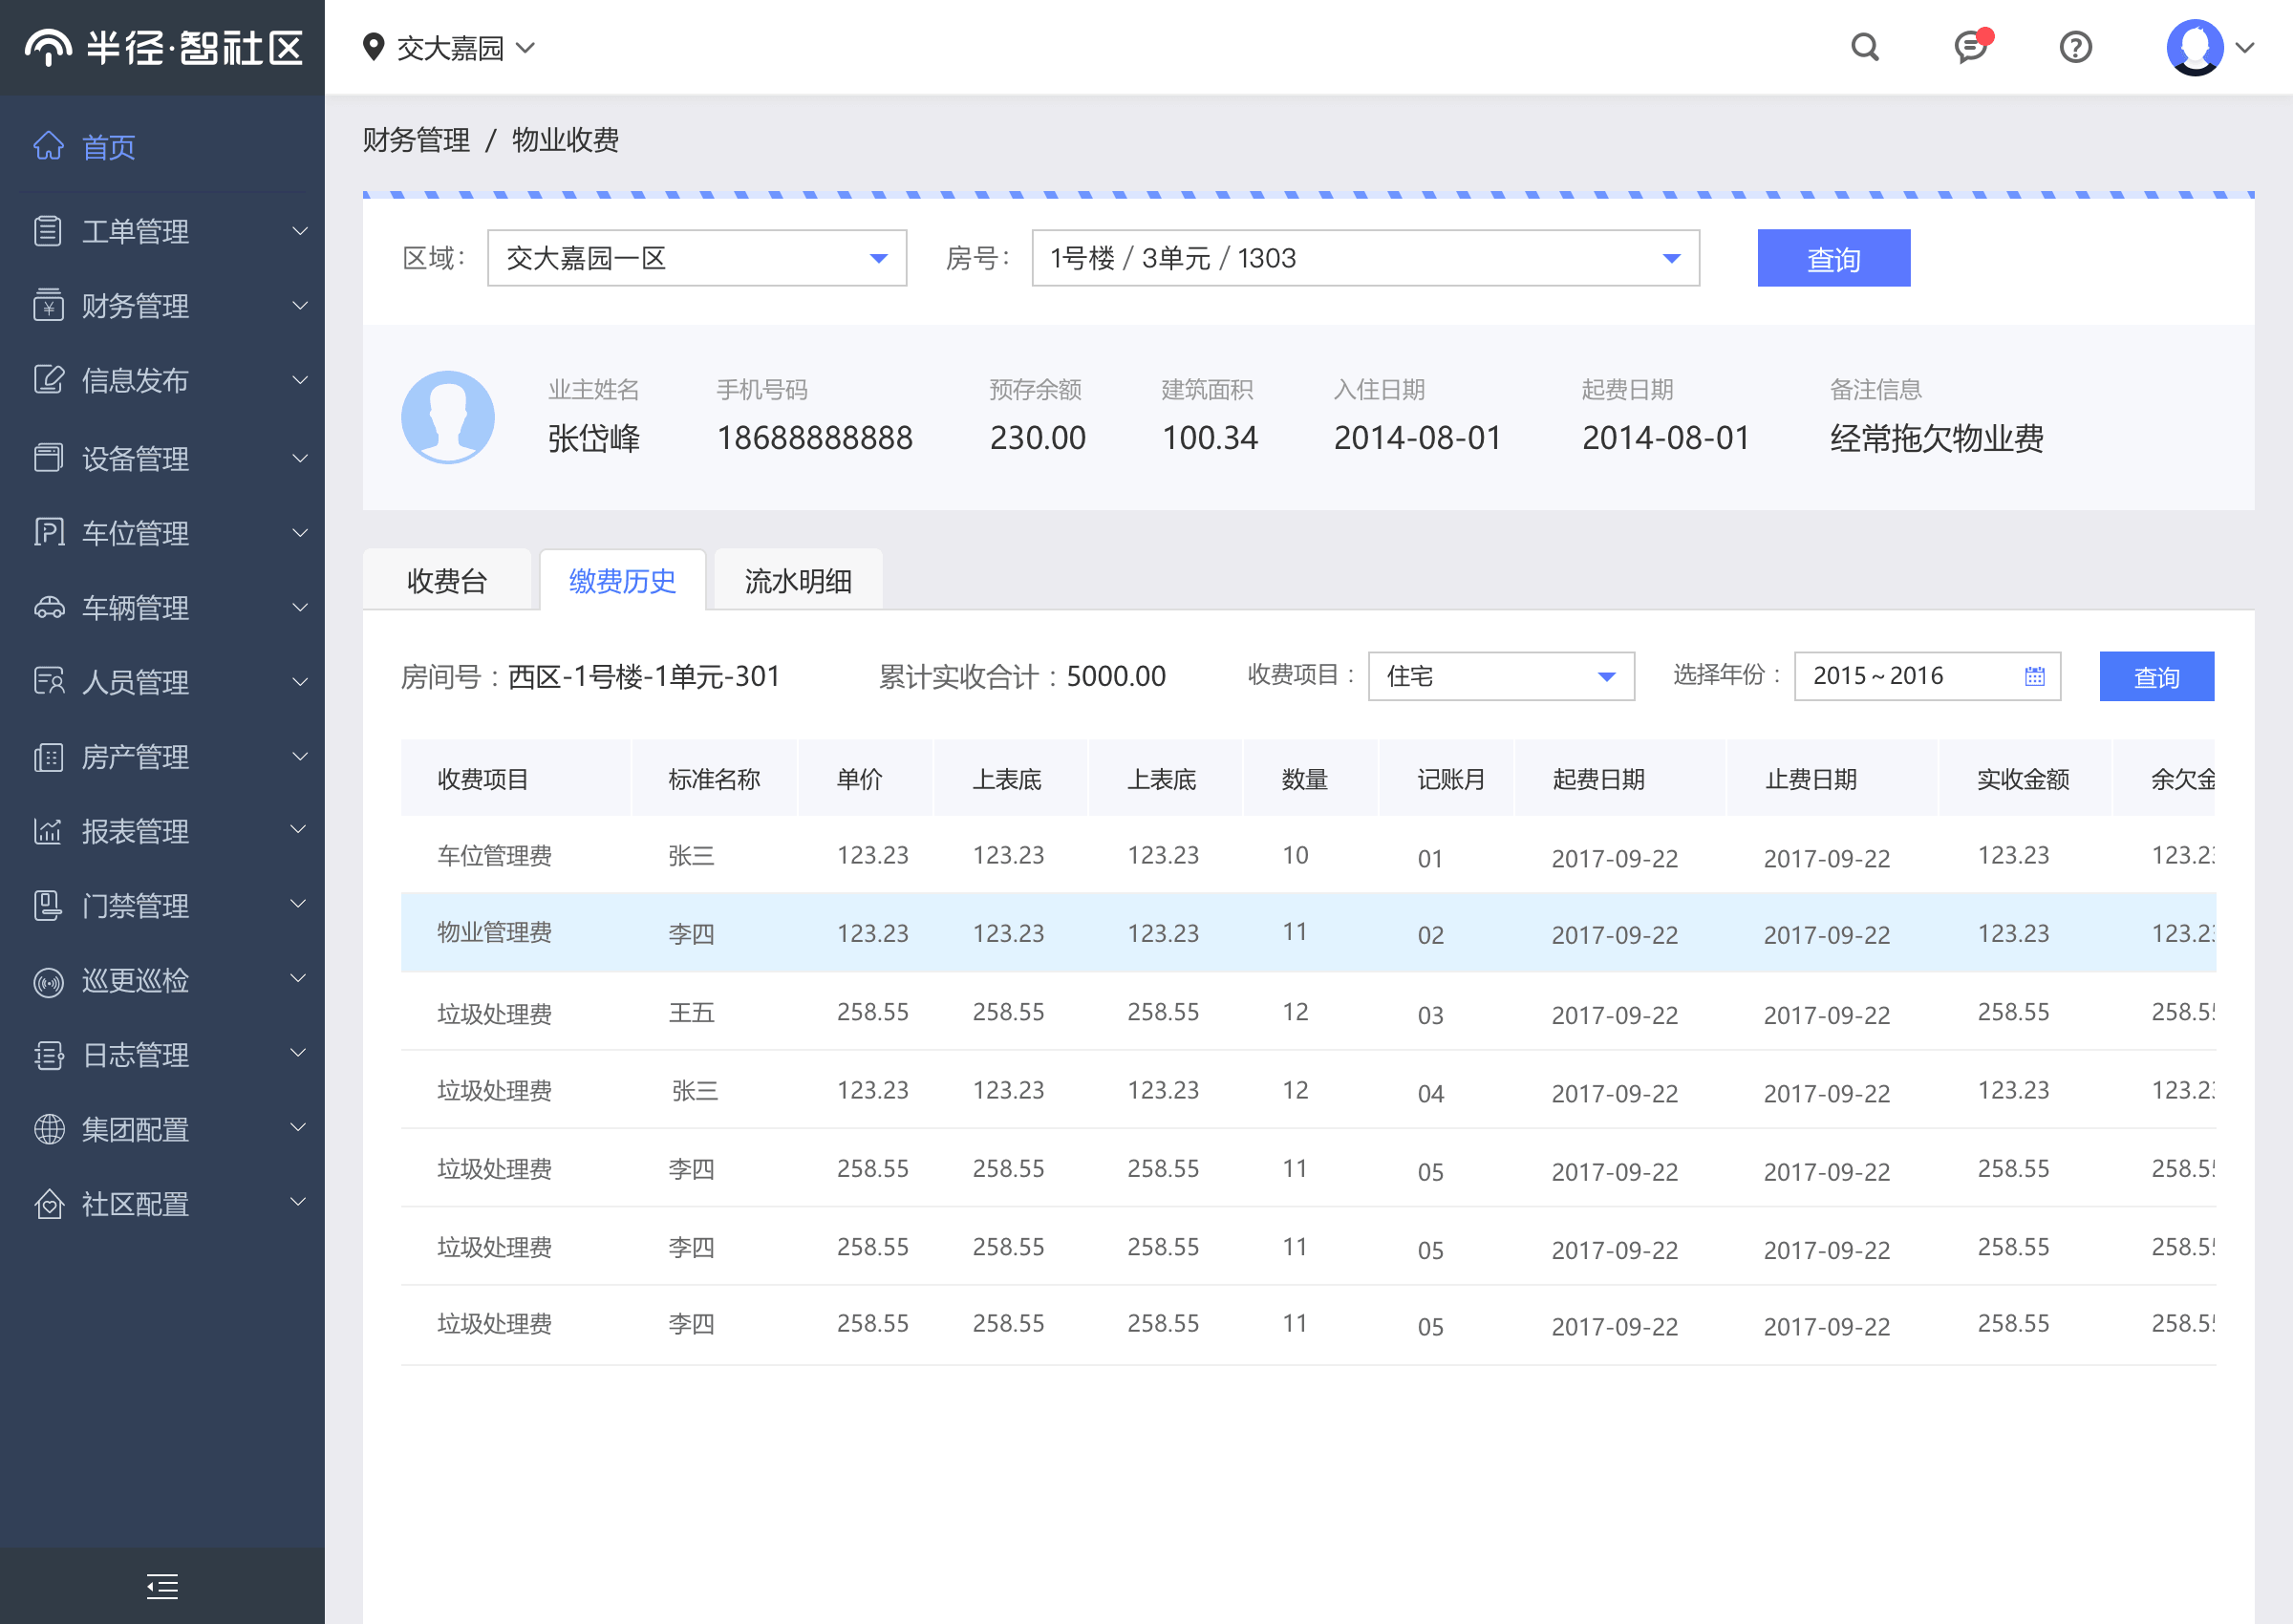 半径·智社区
交大嘉园
首页
工单管理
财务管理
信息发布
设备管理
车位管理
车辆管理
人员管理
房产管理
报表管理
门禁管理
巡更巡检
日志管理
集团配置
社区配置
财务管理 / 物业收费
区域： 交大嘉园一区 房号： 1号楼 / 3单元 / 1303 查询
业主姓名 手机号码 预存余额 建筑面积 入住日期 起费日期 备注信息
张岱峰 18688888888 230.00 100.34 2014-08-01 2014-08-01 经常拖欠物业费
收费台 缴费历史 流水明细
房间号：西区-1号楼-1单元-301 累计实收合计：5000.00 收费项目： 住宅 选择年份： 2015~2016 查询
收费项目 标准名称 单价 上表底 上表底 数量 记账月 起费日期 止费日期 实收金额 余欠金
车位管理费 张三 123.23 123.23 123.23 10 01 2017-09-22 2017-09-22 123.23 123.23
物业管理费 李四 123.23 123.23 123.23 11 02 2017-09-22 2017-09-22 123.23 123.23
垃圾处理费 王五 258.55 258.55 258.55 12 03 2017-09-22 2017-09-22 258.55 258.55
垃圾处理费 张三 123.23 123.23 123.23 12 04 2017-09-22 2017-09-22 123.23 123.23
垃圾处理费 李四 258.55 258.55 258.55 11 05 2017-09-22 2017-09-22 258.55 258.55
垃圾处理费 李四 258.55 258.55 258.55 11 05 2017-09-22 2017-09-22 258.55 258.55
垃圾处理费 李四 258.55 258.55 258.55 11 05 2017-09-22 2017-09-22 258.55 258.55